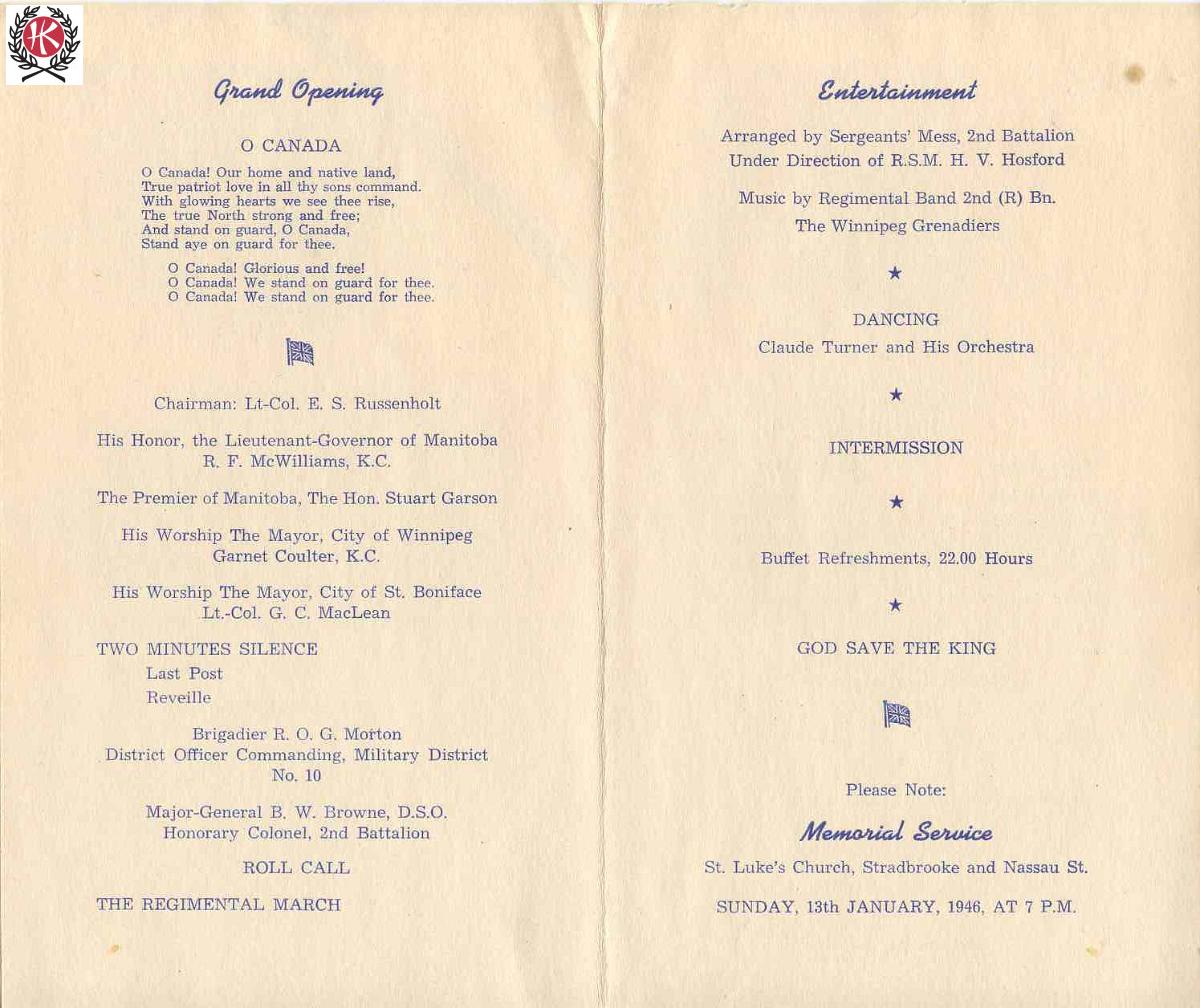 HK
Grand Opening
O CANADA
O Canada! Our home and native land,
True patriot love in all thy sons command.
With glowing hearts we see thee rise,
The true North strong and free;
And stand on guard, O Canada,
Stand aye on guard for thee.
O Canada! Glorious and free!
O Canada! We stand on guard for thee.
O Canada! We stand on guard for thee.
Chairman: Lt-Col. E. S. Russenholt
His Honor, the Lieutenant-Governor of Manitoba
R. F. McWilliams, K.C.
The Premier of Manitoba, The Hon. Stuart Garson
His Worship The Mayor, City of Winnipeg
Garnet Coulter, K.C.
His Worship The Mayor, City of St. Boniface
Lt.-Col. G. C. MacLean
TWO MINUTES SILENCE
Last Post
Reveille
Brigadier R. O. G. Morton
District Officer Commanding, Military District
No. 10
Major-General B. W. Browne, D.S.O.
Honorary Colonel, 2nd Battalion
ROLL CALL
THE REGIMENTAL MARCH
Entertainment
Arranged by Sergeants' Mess, 2nd Battalion
Under Direction of R.S.M. H. V. Hosford
Music by Regimental Band 2nd (R) Bn.
The Winnipeg Grenadiers
DANCING
Claude Turner and His Orchestra
INTERMISSION
Buffet Refreshments, 22.00 Hours
GOD SAVE THE KING
Please Note:
Memorial Service
St. Luke's Church, Stradbrooke and Nassau St.
SUNDAY, 13th JANUARY, 1946, AT 7 P.M.